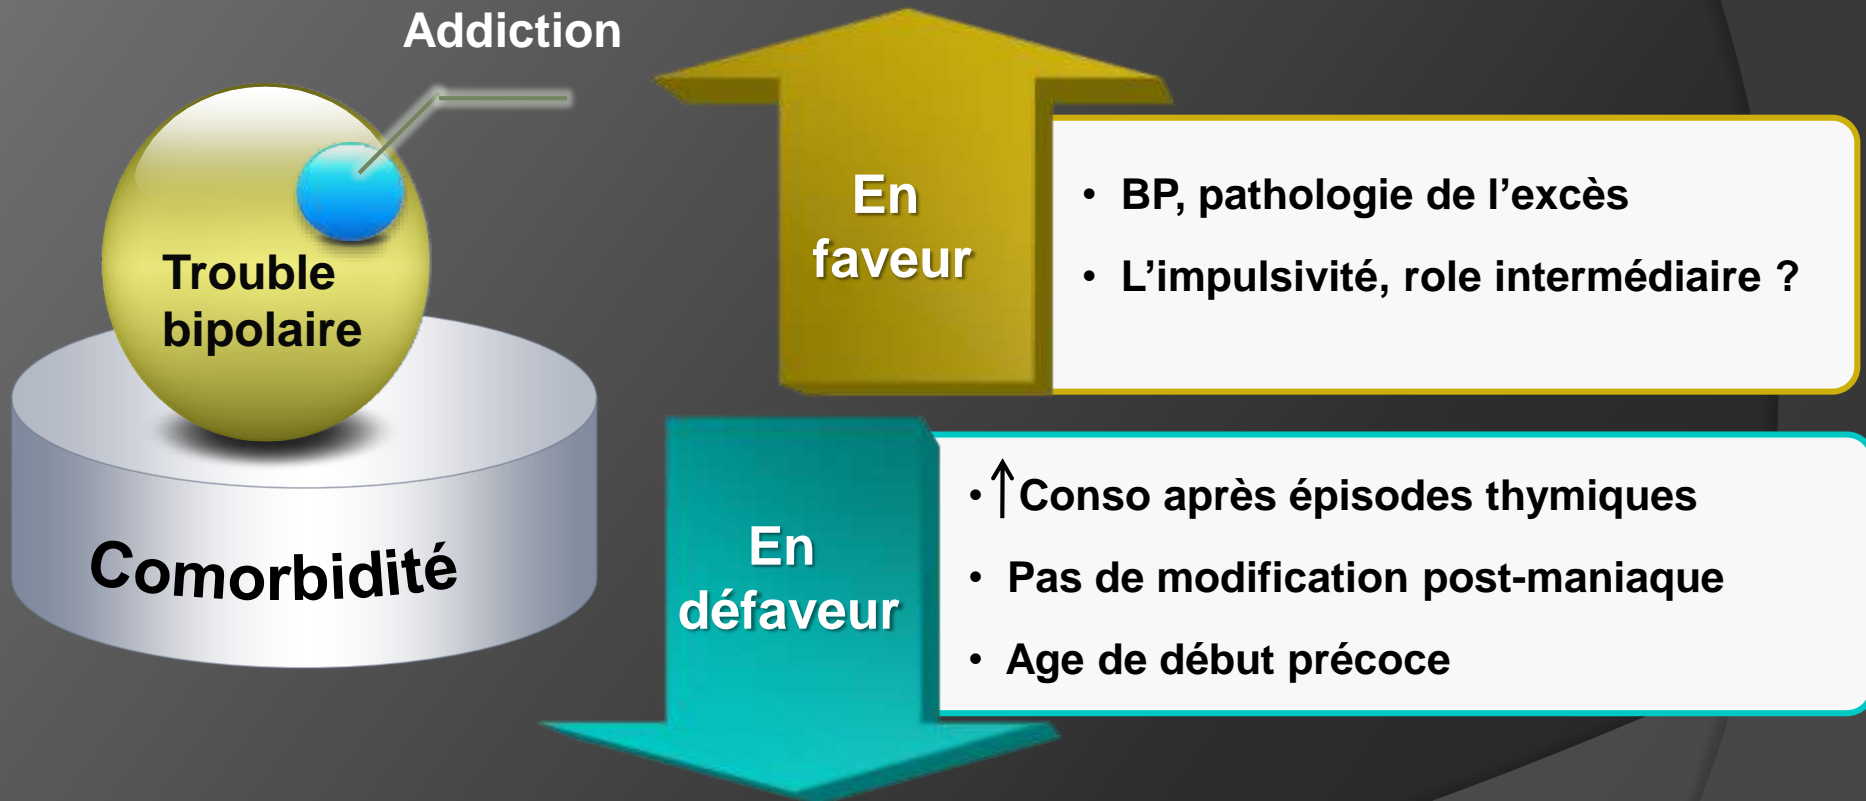 Addiction
Trouble
bipolaire
Comorbidité
En
faveur
• BP, pathologie de l’excès
• L’impulsivité, role intermédiaire ?
En
défaveur
• ↑Conso après épisodes thymiques
• Pas de modification post-maniaque
• Age de début précoce